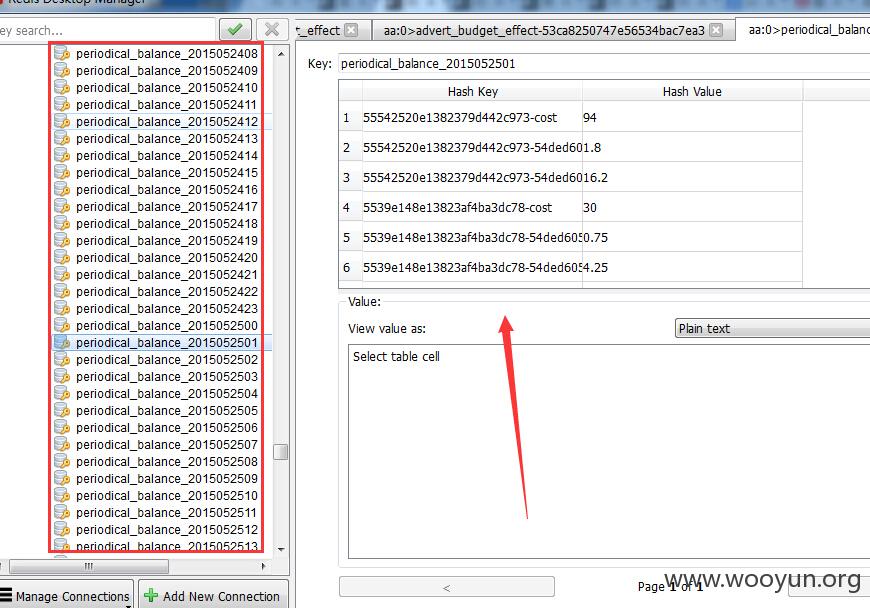 Redis Desktop Manager
ey search...
t_effect
aa:0>advert_budget_effect-53ca8250747e56534bac7ea3
aa:0>periodical_balanc
periodical_balance_2015052408
periodical_balance_2015052409
periodical_balance_2015052410
periodical_balance_2015052411
periodical_balance_2015052412
periodical_balance_2015052413
periodical_balance_2015052414
periodical_balance_2015052415
periodical_balance_2015052416
periodical_balance_2015052417
periodical_balance_2015052418
periodical_balance_2015052419
periodical_balance_2015052420
periodical_balance_2015052421
periodical_balance_2015052422
periodical_balance_2015052423
periodical_balance_2015052500
periodical_balance_2015052501
periodical_balance_2015052502
periodical_balance_2015052503
periodical_balance_2015052504
periodical_balance_2015052505
periodical_balance_2015052506
periodical_balance_2015052507
periodical_balance_2015052508
periodical_balance_2015052509
periodical_balance_2015052510
periodical_balance_2015052511
periodical_balance_2015052512
periodical_balance_2015052513
Manage Connections
Add New Connection
Key: periodical_balance_2015052501
Hash Key Hash Value
1 55542520e1382379d442c973-cost 94
2 55542520e1382379d442c973-54ded60 1.8
3 55542520e1382379d442c973-54ded60 16.2
4 5539e148e13823af4ba3dc78-cost 30
5 5539e148e13823af4ba3dc78-54ded605 0.75
6 5539e148e13823af4ba3dc78-54ded605 4.25
Value:
View value as: Plain text
Select table cell
<
Page 1 of 1
www.wooyun.org